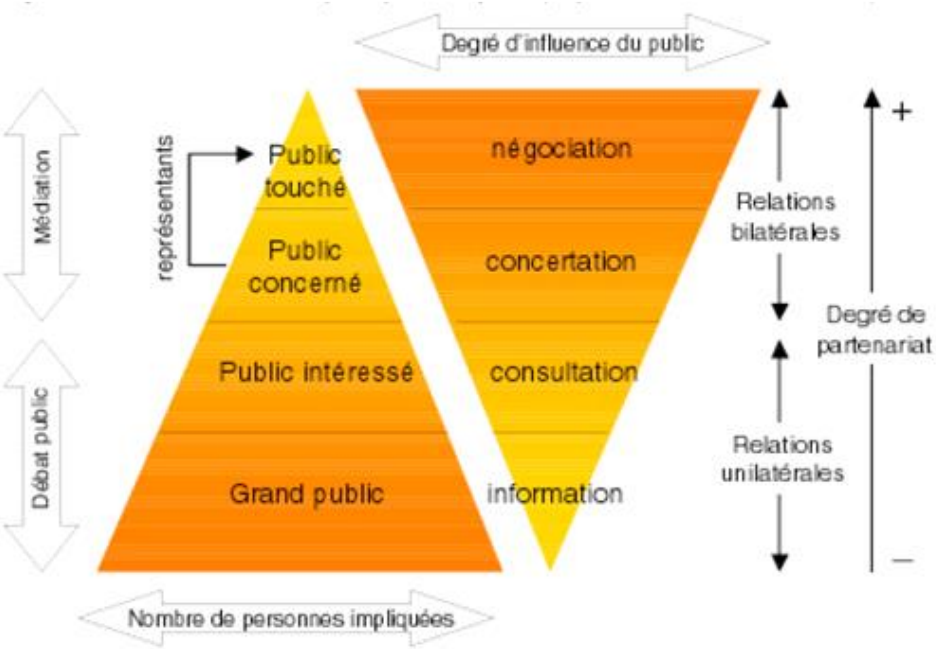 Degré d'influence du public
Médiation
représentants
Public
touché
négociation
+
Relations
bilatérales
Public
concerné
concertation
Degré de
partenariat
Débat public
Public intéressé
consultation
Relations
unilatérales
Grand public
information
–
Nombre de personnes impliquées